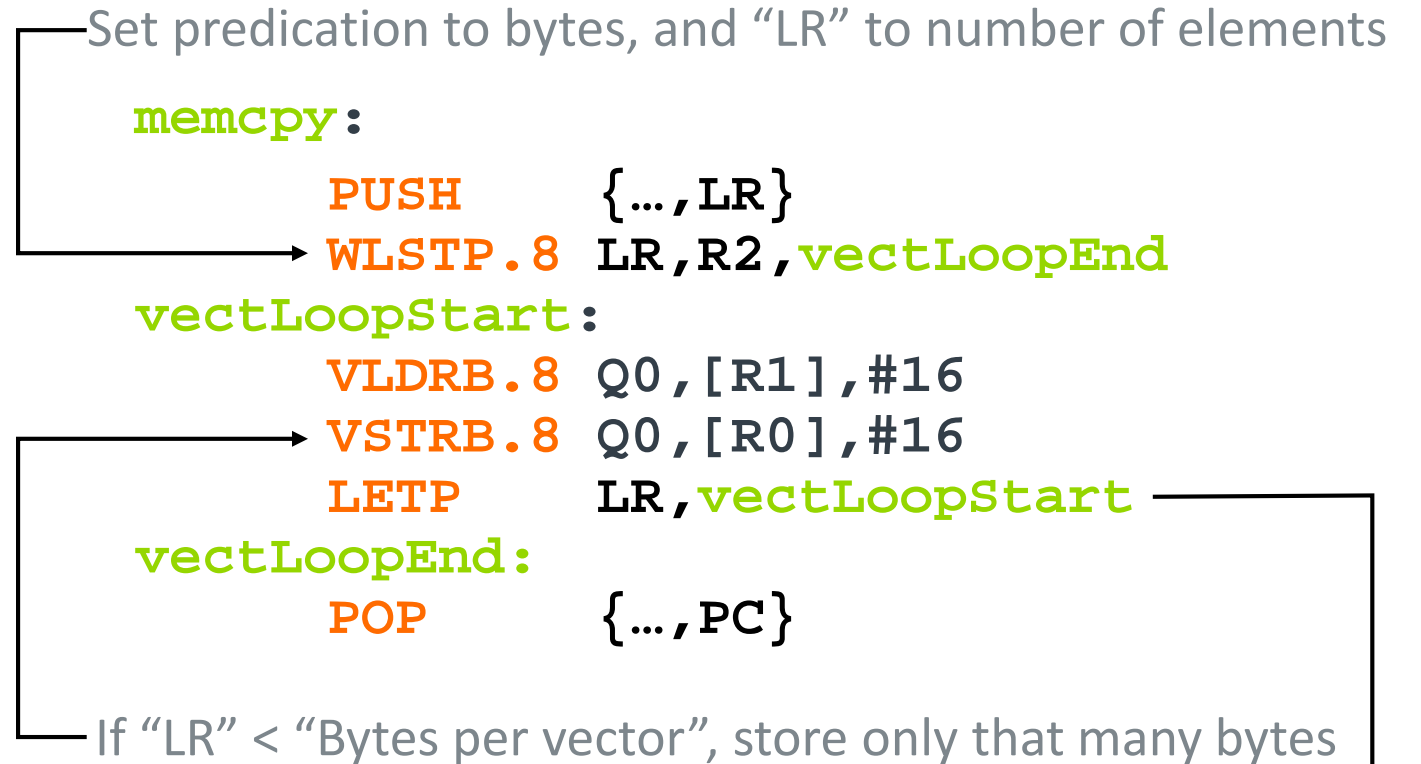 Set predication to bytes, and “LR” to number of elements
memcpy:
PUSH {…,LR}
WLSTP.8 LR,R2,vectLoopEnd
vectLoopStart:
VLDRB.8 Q0,[R1],#16
VSTRB.8 Q0,[R0],#16
LETP LR,vectLoopStart
vectLoopEnd:
POP {…,PC}
If “LR” < “Bytes per vector”, store only that many bytes